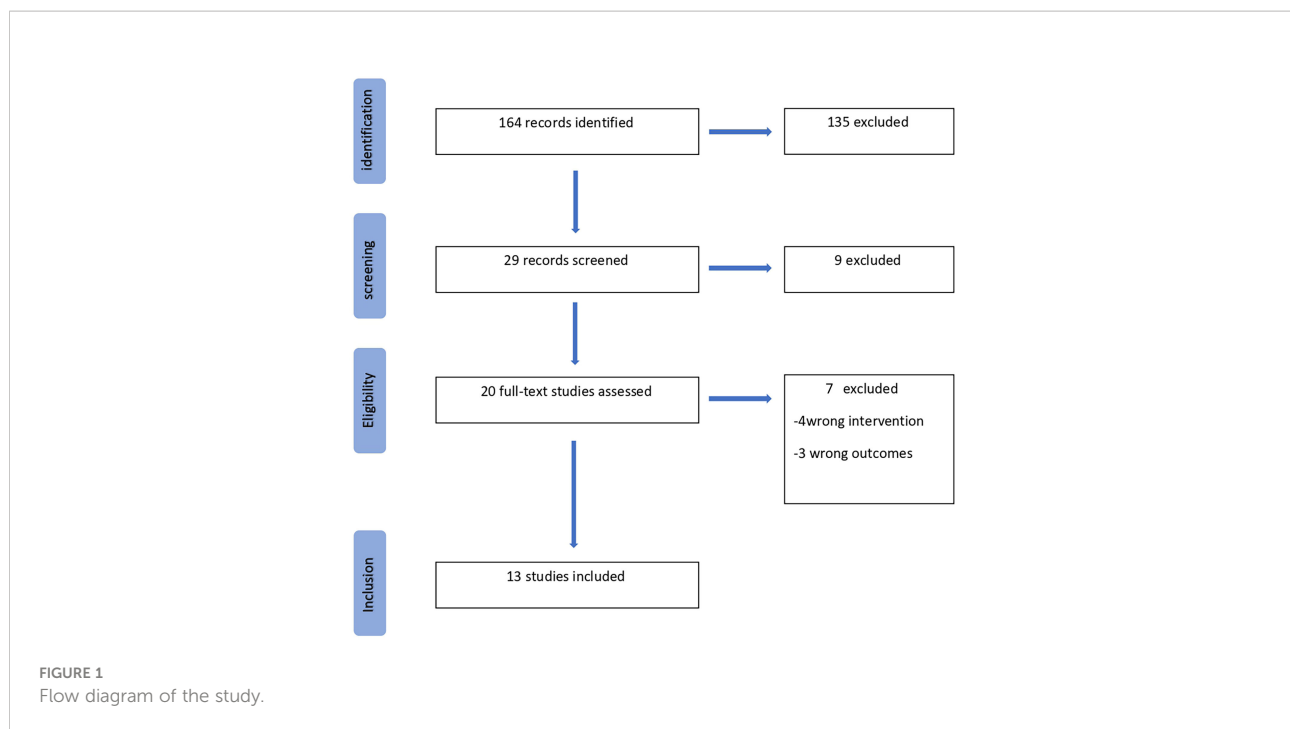 identification
164 records identified
135 excluded
screening
29 records screened
9 excluded
Eligibility
20 full-text studies assessed
7 excluded
-4wrong intervention
-3 wrong outcomes
Inclusion
13 studies included
FIGURE 1
Flow diagram of the study.